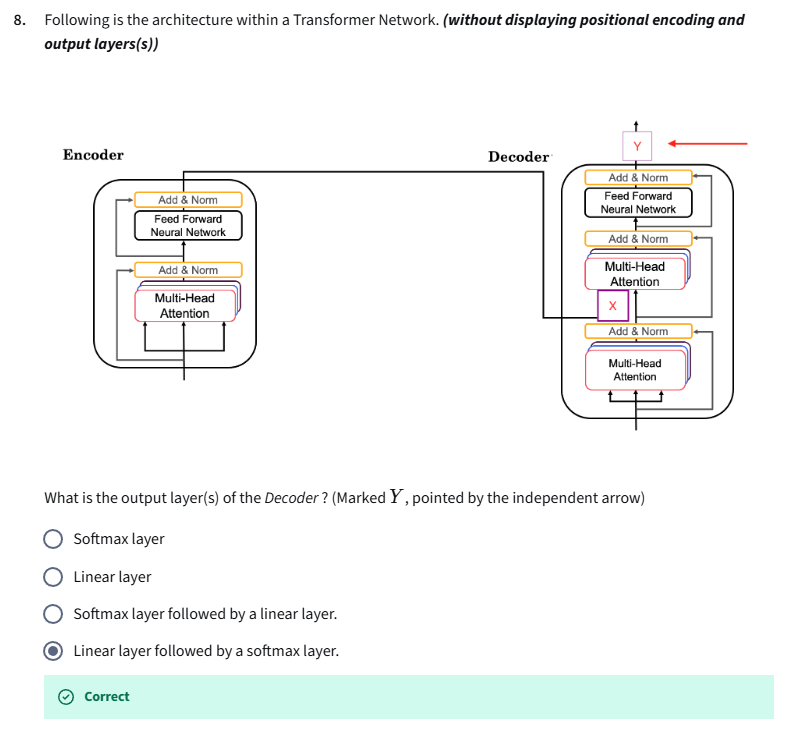 8. Following is the architecture within a Transformer Network. (without displaying positional encoding and
output layers(s))
Y
Encoder
Decoder
Add & Norm
Feed Forward
Neural Network
Add & Norm
Multi-Head
Attention
Add & Norm
Feed Forward
Neural Network
Add & Norm
Multi-Head
Attention
X
Add & Norm
Multi-Head
Attention
What is the output layer(s) of the Decoder ? (Marked Y, pointed by the independent arrow)
Softmax layer
Linear layer
Softmax layer followed by a linear layer.
Linear layer followed by a softmax layer.
Correct